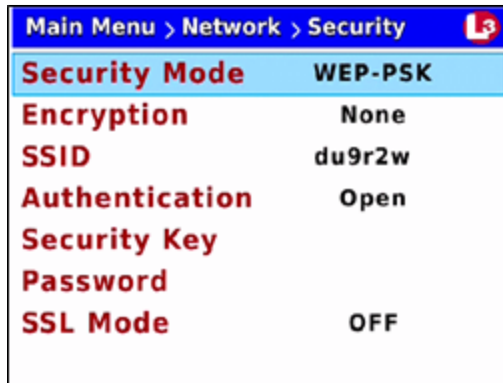 Main Menu > Network > Security L3
Security Mode WEP-PSK
Encryption None
SSID du9r2w
Authentication Open
Security Key
Password
SSL Mode OFF